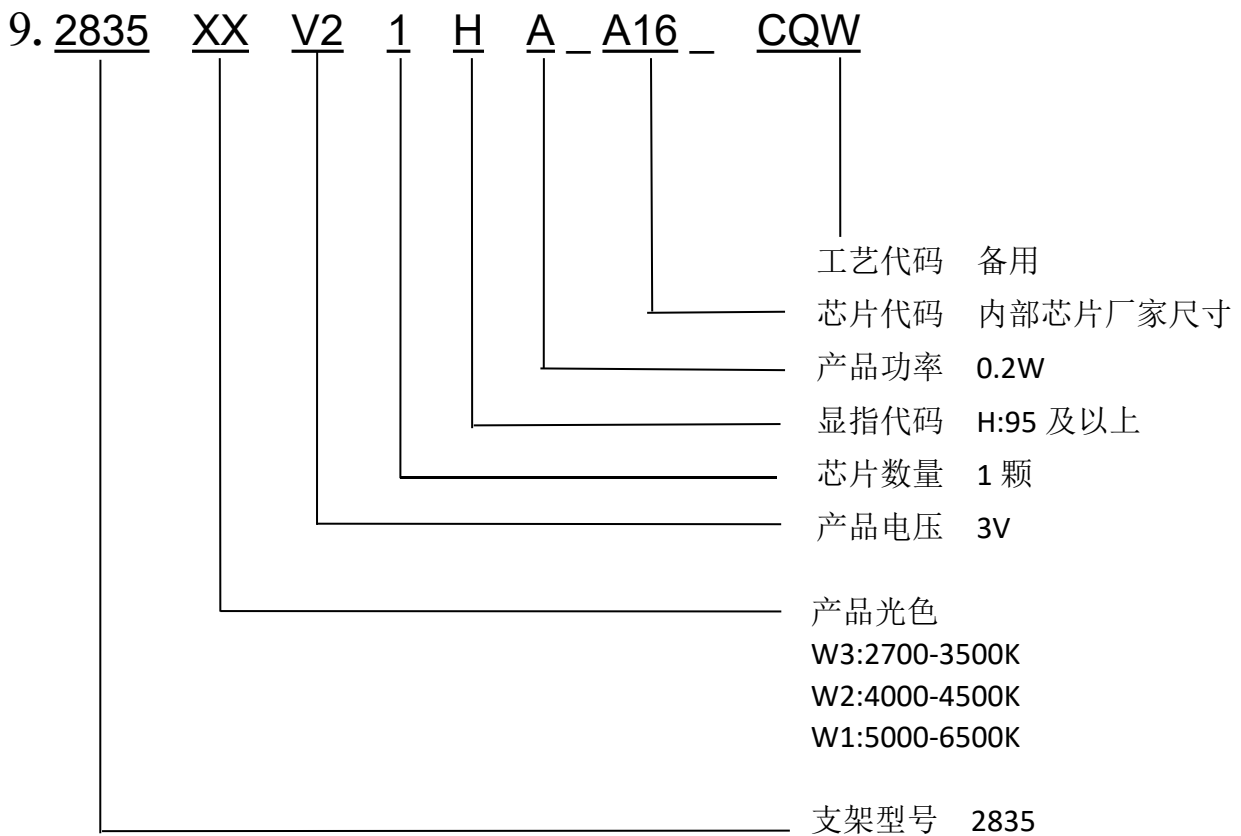 9. 2835 XX V2 1 H A _ A16 _ CQW
工艺代码 备用
芯片代码 内部芯片厂家尺寸
产品功率 0.2W
显指代码 H:95 及以上
芯片数量 1 颗
产品电压 3V
产品光色
W3:2700-3500K
W2:4000-4500K
W1:5000-6500K
支架型号 2835